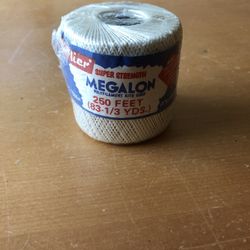 SUPER STRENGTH
MEGALON
250 FEET
(83-1/3 YDS.)